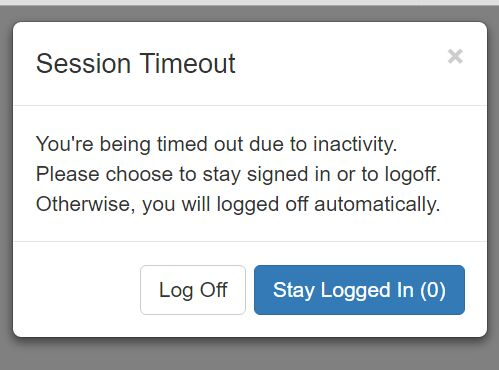 Session Timeout
×
You're being timed out due to inactivity.
Please choose to stay signed in or to logoff.
Otherwise, you will logged off automatically.
Log Off
Stay Logged In (0)